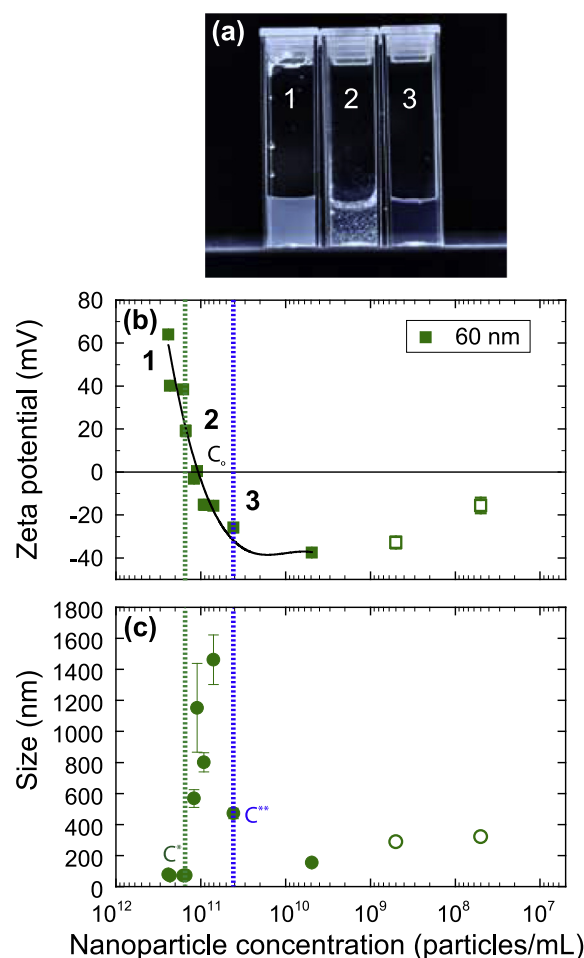 (a)
1 2 3
(b)
60 nm
1
2
C₀
3
80
60
40
20
0
-20
-40
Zeta potential (mV)
(c)
C*
C**
1800
1600
1400
1200
1000
800
600
400
200
0
Size (nm)
10¹² 10¹¹ 10¹⁰ 10⁹ 10⁸ 10⁷
Nanoparticle concentration (particles/mL)